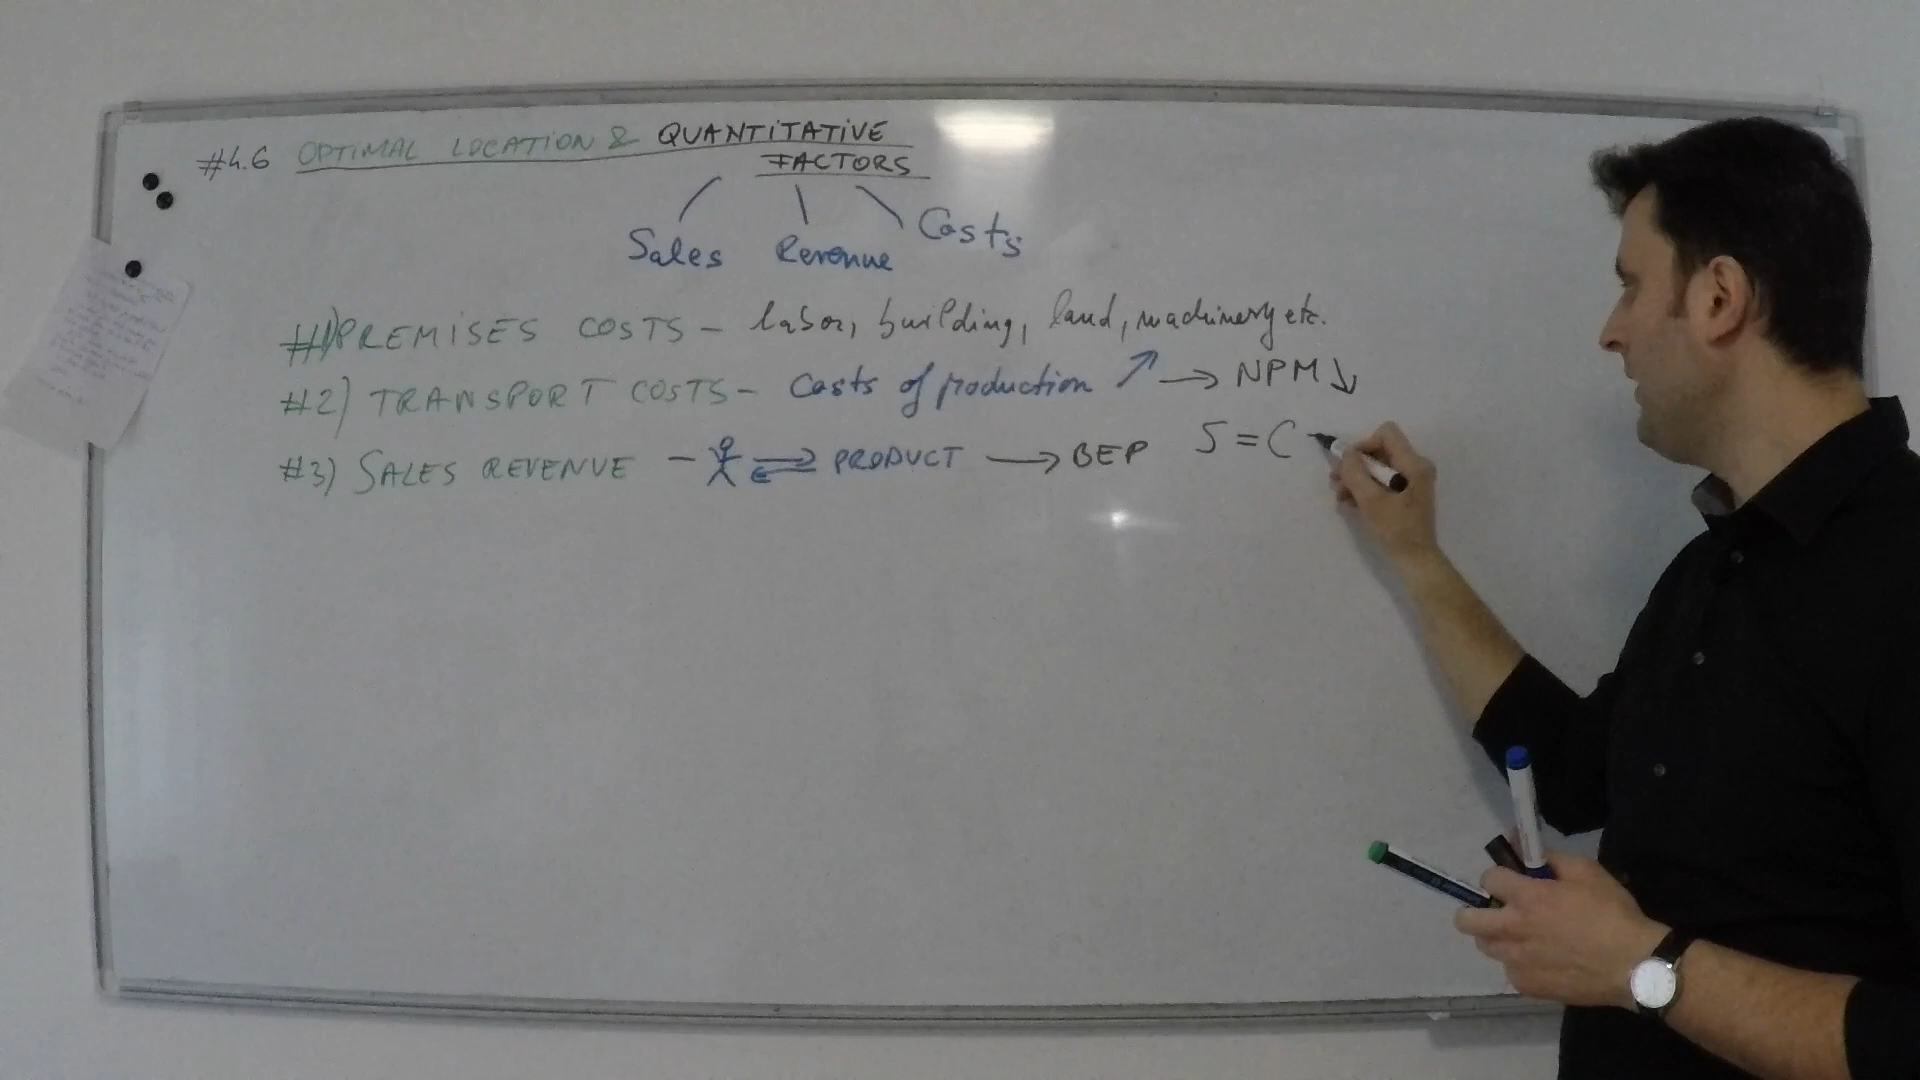 #4.6 OPTIMAL LOCATION & QUANTITATIVE
FACTORS
Sales Revenue Costs
#1) PREMISES COSTS - labor, building, land, machinery etc.
#2) TRANSPORT COSTS - Costs of production ↗ → NPM ↘
#3) SALES REVENUE - ⇌ PRODUCT → BEP S = C